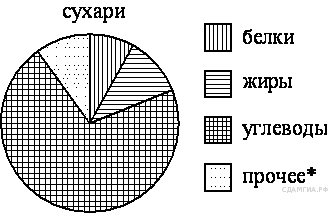 сухари
белки
жиры
углеводы
прочее*
СДАМГИА.РФ